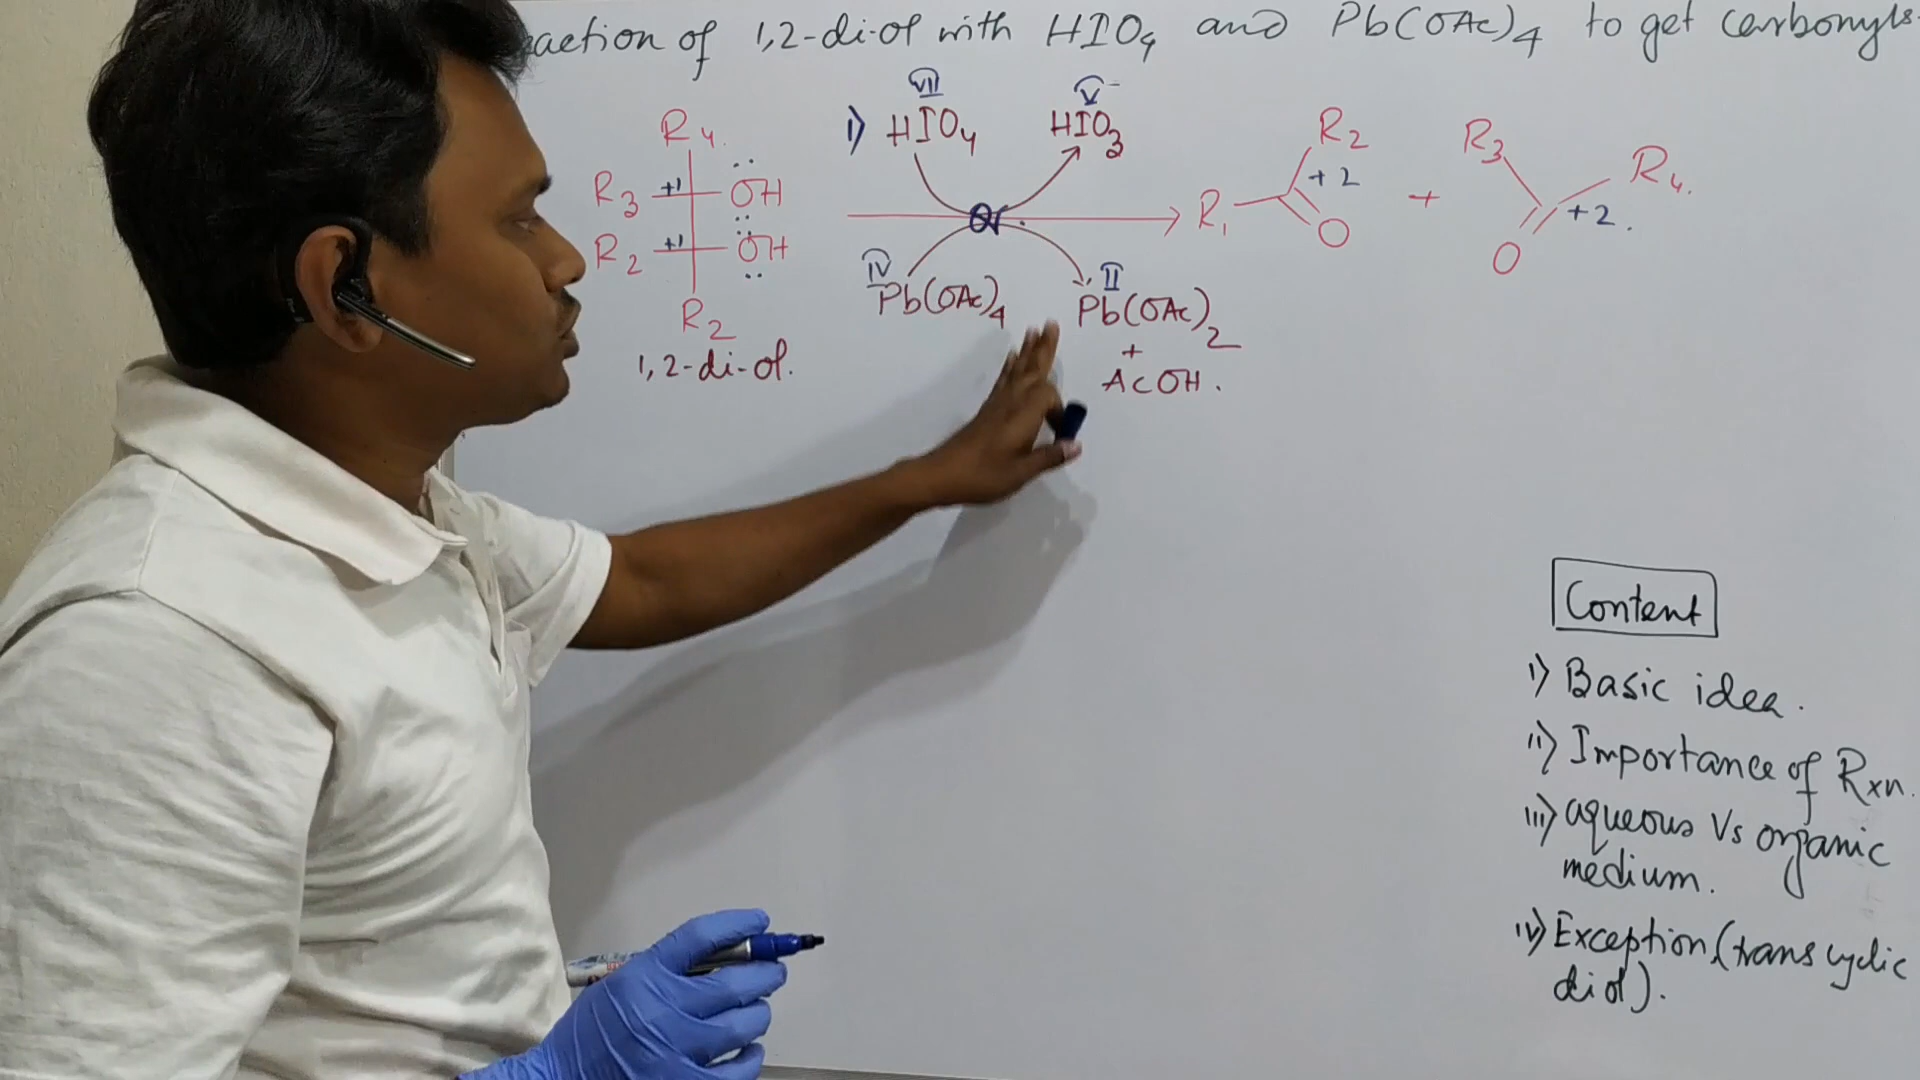 action of 1,2-di-ol with HIO4 and Pb(OAc)4 to get carbonyls
R4.
R3 +1 OH
R2 +1 OH
R2
1,2-di-ol.
VII V
i) HIO4 HIO3
Or.
IV II
Pb(OAc)4 Pb(OAc)2
+
AcOH.
R2
R1 +2
O
+
R3 R4.
+2.
O
Content
i) Basic idea.
ii) Importance of Rxn.
iii) aqueous Vs organic
medium.
iv) Exception (trans cyclic
diol).